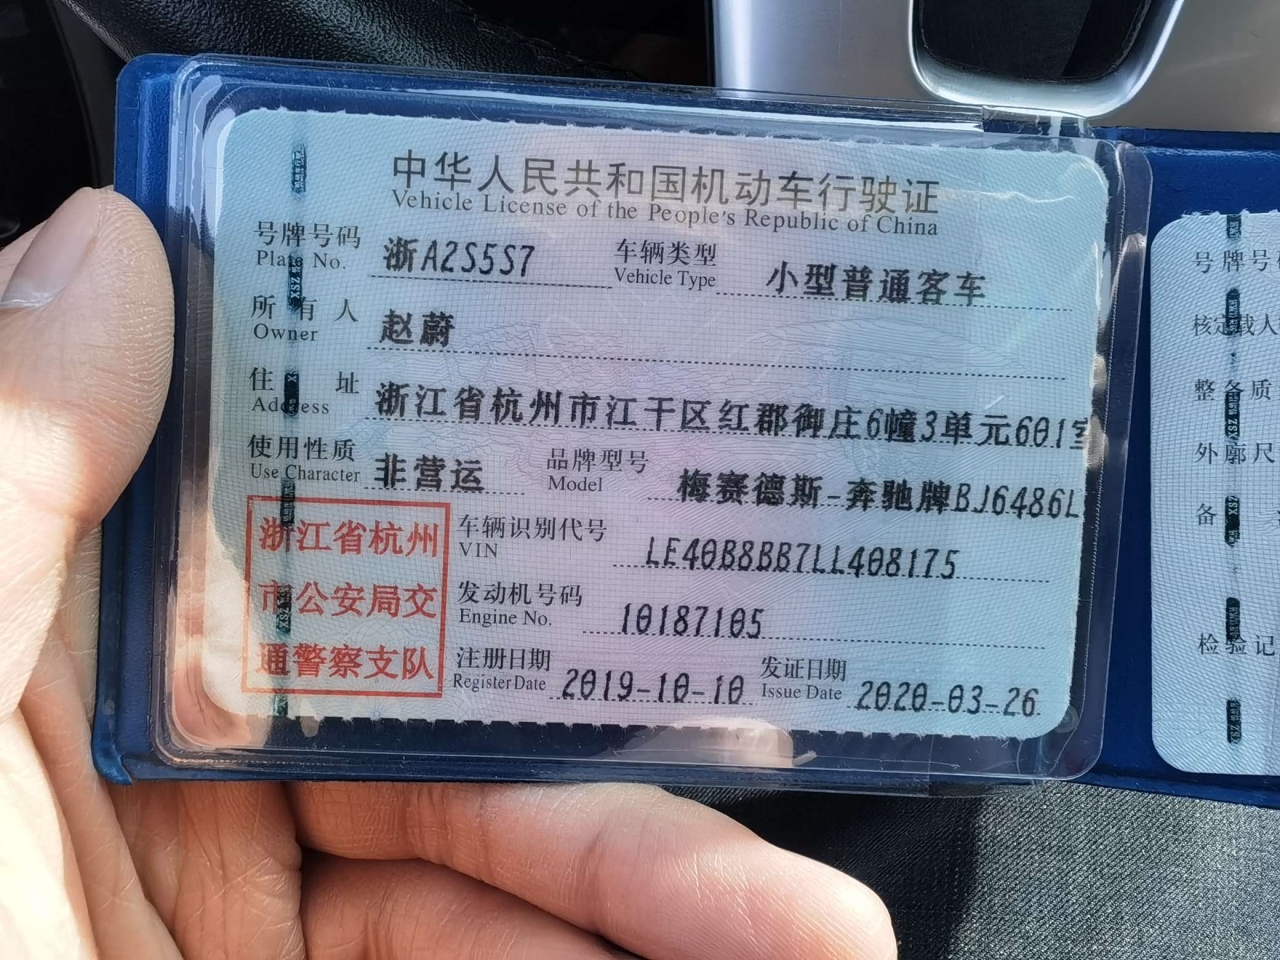 中华人民共和国机动车行驶证
Vehicle License of the People's Republic of China
号牌号码 浙A2S5S7 车辆类型 小型普通客车
Plate No. Vehicle Type
所有人 赵蔚
Owner
住址 浙江省杭州市江干区红郡御庄6幢3单元601室
Address
使用性质 非营运 品牌型号 梅赛德斯-奔驰牌BJ6486L
Use Character Model
浙江省杭州
市公安局交
通警察支队
车辆识别代号 LE40B8BB7LL408175
VIN
发动机号码 10187105
Engine No.
注册日期 2019-10-10 发证日期 2020-03-26
Register Date Issue Date
号牌号
核定载人
整备质
外廓尺
备
检验记